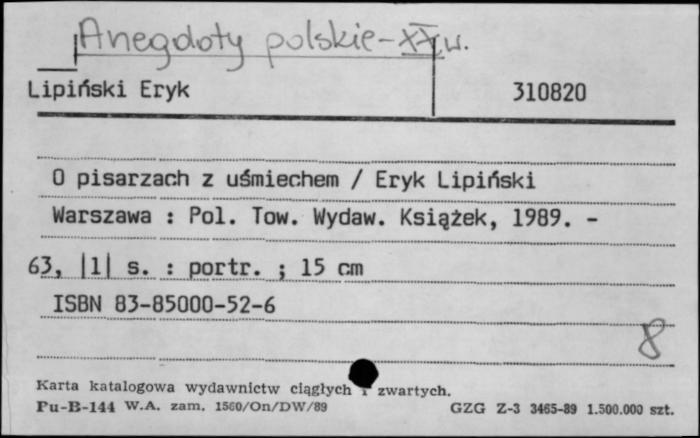 Anegdoty polskie - XX w.
Lipiński Eryk 310820
O pisarzach z uśmiechem / Eryk Lipiński
Warszawa : Pol. Tow. Wydaw. Książek, 1989. -
63, |1| s. : portr. ; 15 cm
ISBN 83-85000-52-6
8
Karta katalogowa wydawnictw ciągłych i zwartych.
Pu-B-144 W.A. zam. 1560/On/DW/89 GZG Z-3 3465-89 1.500.000 szt.